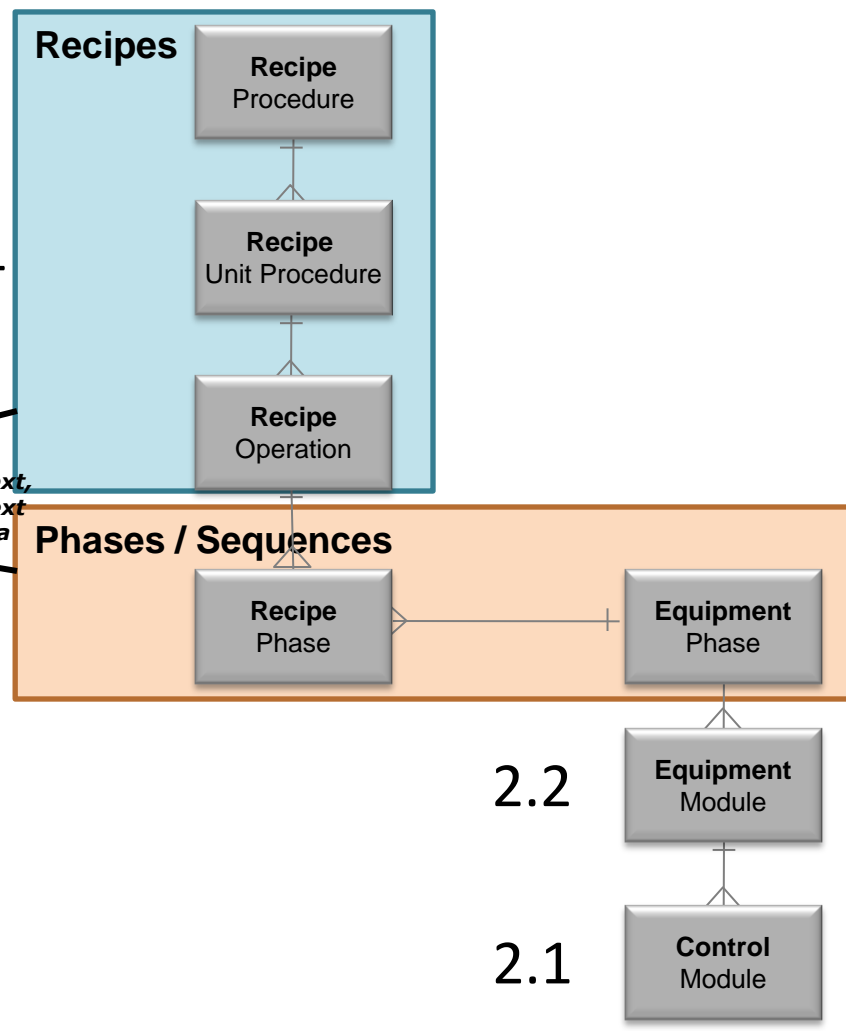 Recipes
Recipe
Procedure
Recipe
Unit Procedure
Recipe
Operation
Phases / Sequences
Recipe
Phase
Equipment
Phase
2.2
Equipment
Module
2.1
Control
Module